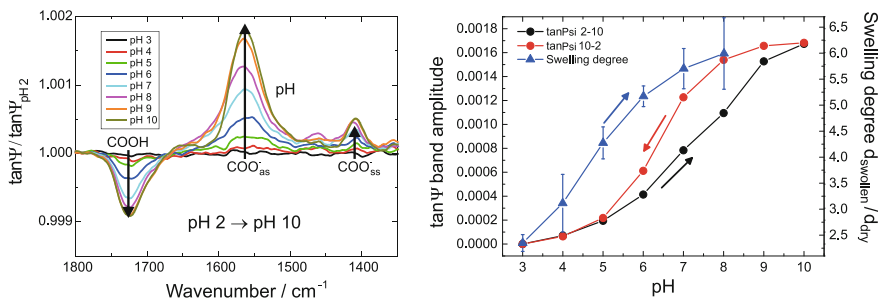 1.002
1.001
1.000
0.999
tanΨ / tanΨpH 2
pH 3
pH 4
pH 5
pH 6
pH 7
pH 8
pH 9
pH 10
COOH
pH
COO-as
COO-ss
pH 2 → pH 10
1800 1700 1600 1500 1400
Wavenumber / cm-1
0.0018
0.0016
0.0014
0.0012
0.0010
0.0008
0.0006
0.0004
0.0002
0.0000
tanΨ band amplitude
tanPsi 2-10
tanPsi 10-2
Swelling degree
3 4 5 6 7 8 9 10
pH
6.5
6.0
5.5
5.0
4.5
4.0
3.5
3.0
2.5
Swelling degree dswollen / ddry